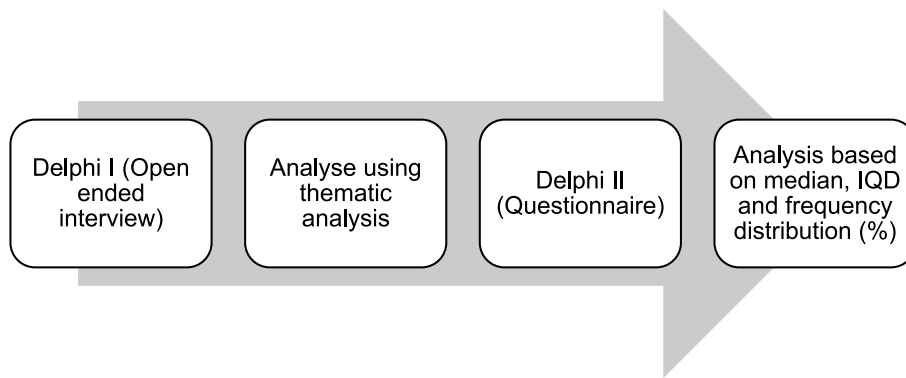 Delphi I (Open
ended
interview)
Analyse using
thematic
analysis
Delphi II
(Questionnaire)
Analysis based
on median, IQD
and frequency
distribution (%)